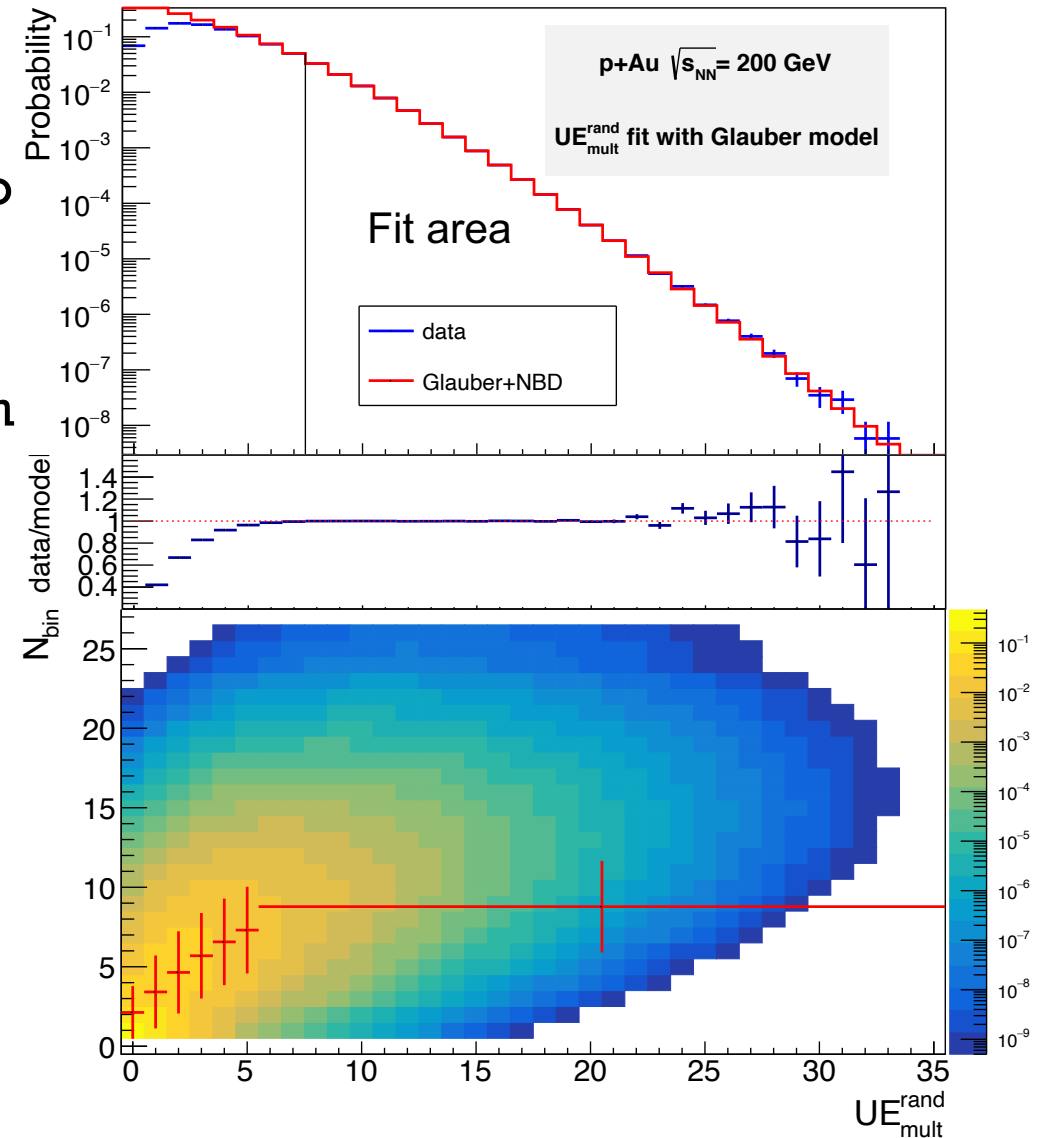 Probability
10⁻¹
10⁻²
10⁻³
10⁻⁴
10⁻⁵
10⁻⁶
10⁻⁷
10⁻⁸
p+Au √s_NN = 200 GeV
UE_mult^rand fit with Glauber model
Fit area
data
Glauber+NBD
data/model
1.4
1.2
1
0.8
0.6
0.4
N_bin
25
20
15
10
5
0
0 5 10 15 20 25 30 35
UE_mult^rand
10⁻¹
10⁻²
10⁻³
10⁻⁴
10⁻⁵
10⁻⁶
10⁻⁷
10⁻⁸
10⁻⁹